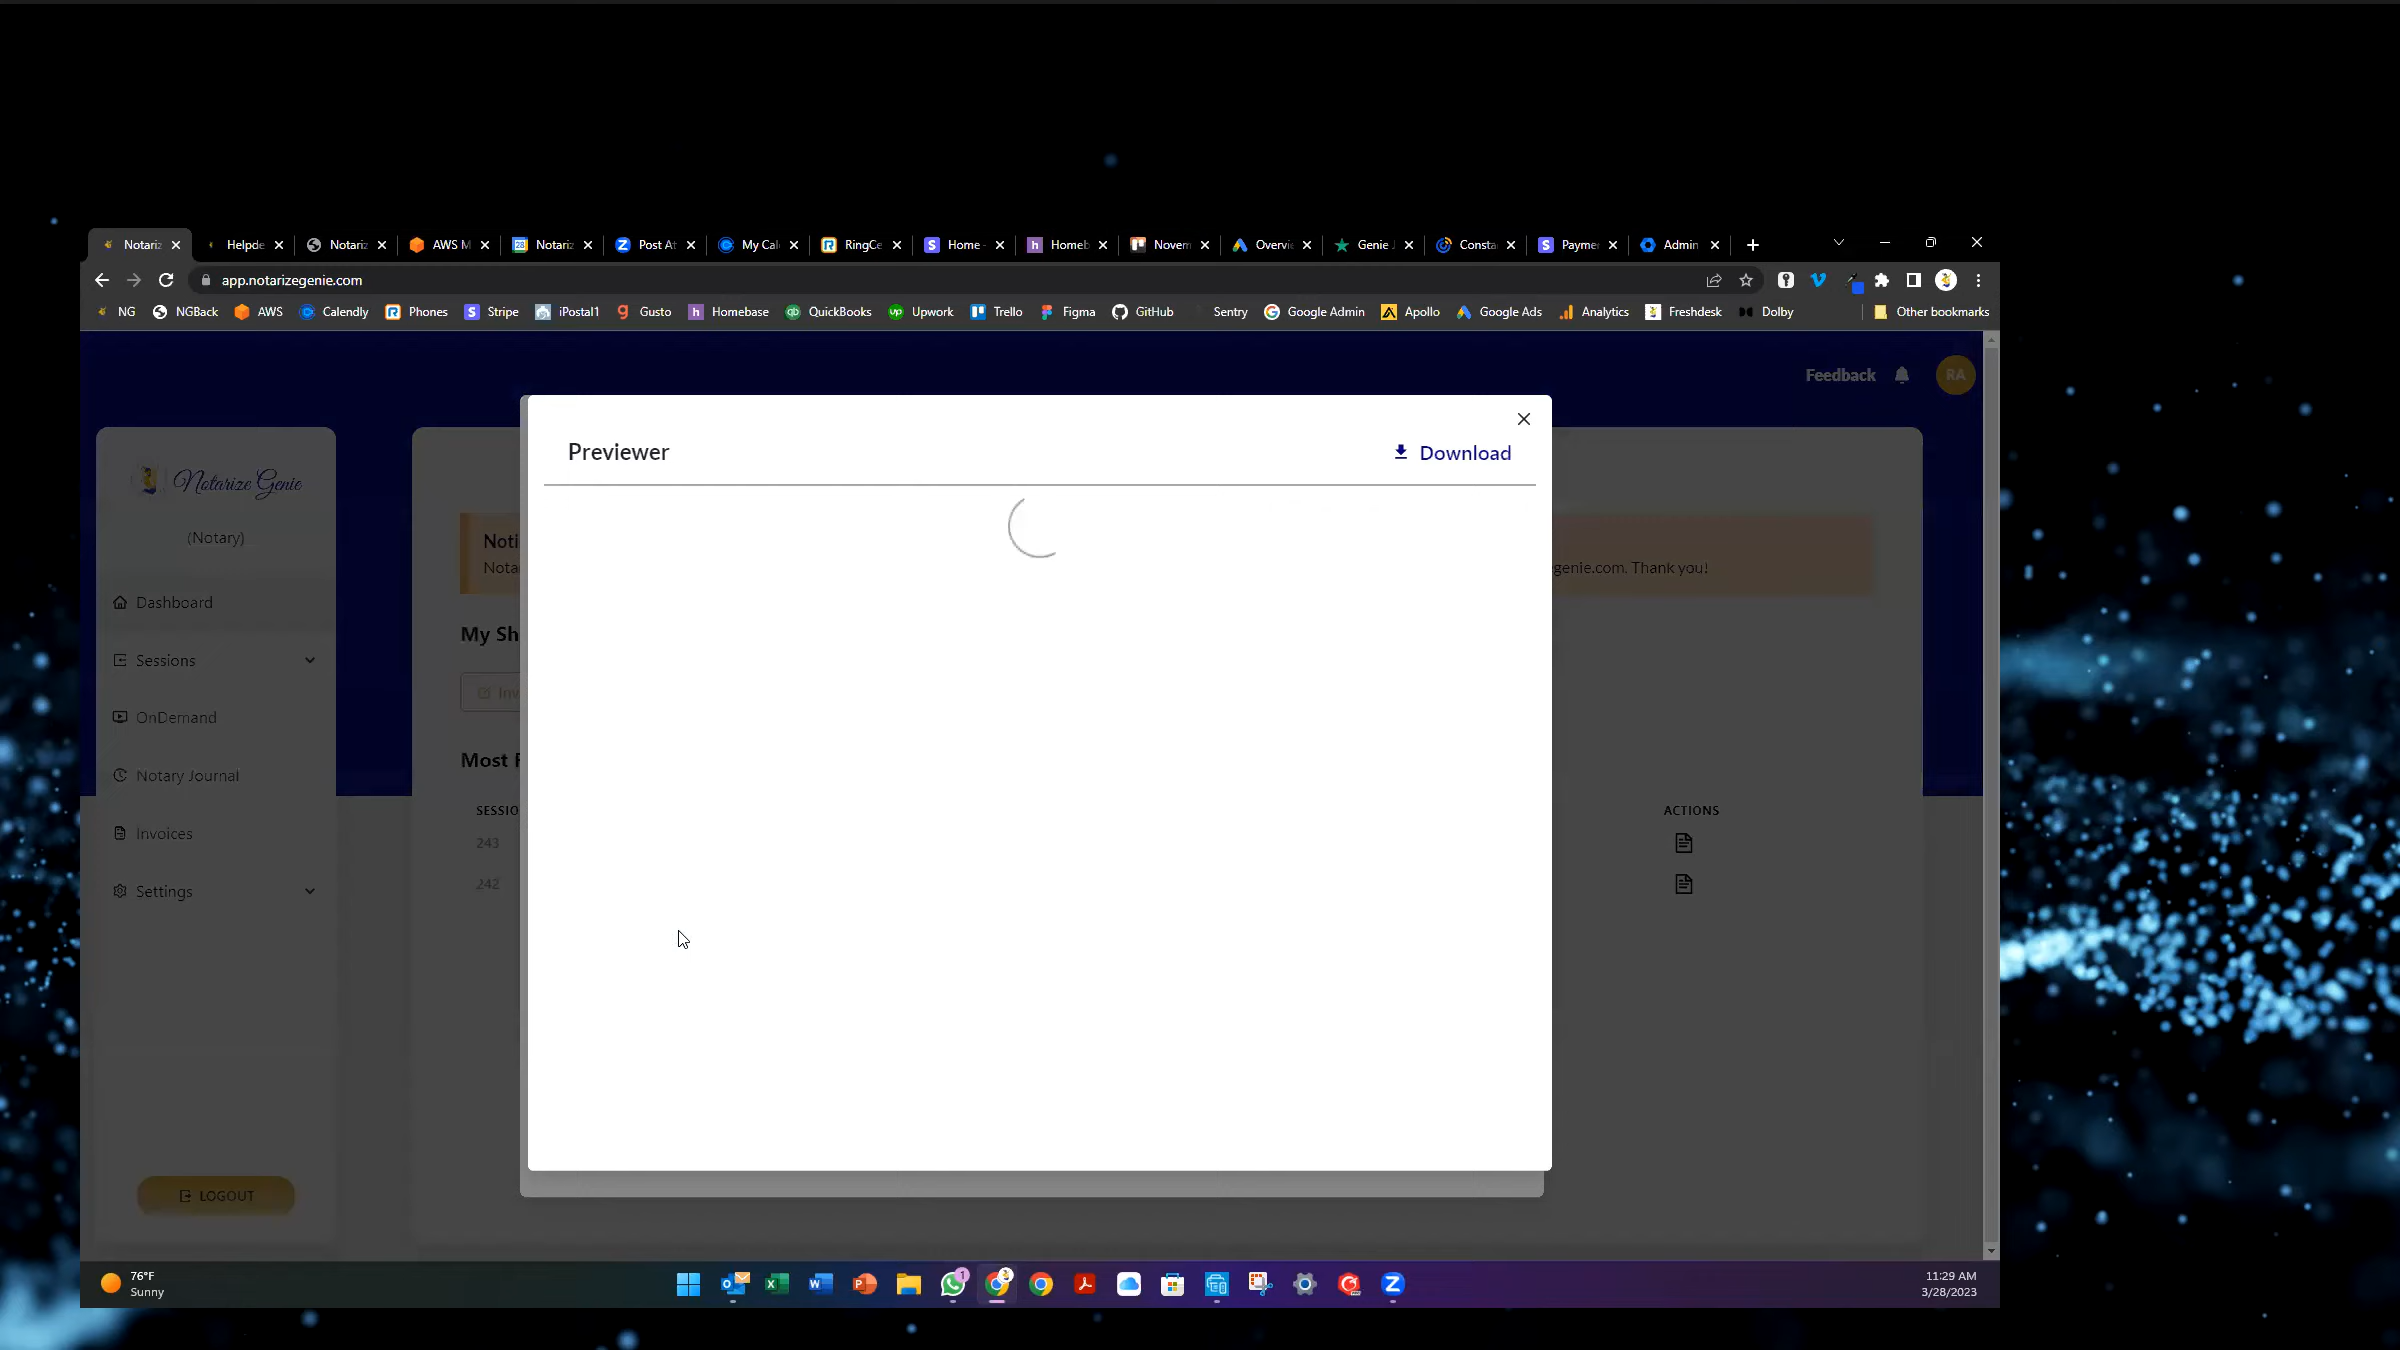 Notariz Helpde Notariz AWS M Notariz Post At My Cal RingCe Home - Homeb Novem Overvi Genie J Consta Paymen Admin
app.notarizegenie.com
NG NGBack AWS Calendly Phones Stripe iPostal1 Gusto Homebase QuickBooks Upwork Trello Figma GitHub Sentry Google Admin Apollo Google Ads Analytics Freshdesk Dolby Other bookmarks
Feedback RA
Previewer Download
Notarize Genie
(Notary)
Dashboard
Sessions
OnDemand
Notary Journal
Invoices
Settings
LOGOUT
Noti
Nota egenie.com. Thank you!
My Sh
Inv
Most R
SESSIO ACTIONS
243
242
76°F
Sunny
11:29 AM
3/28/2023